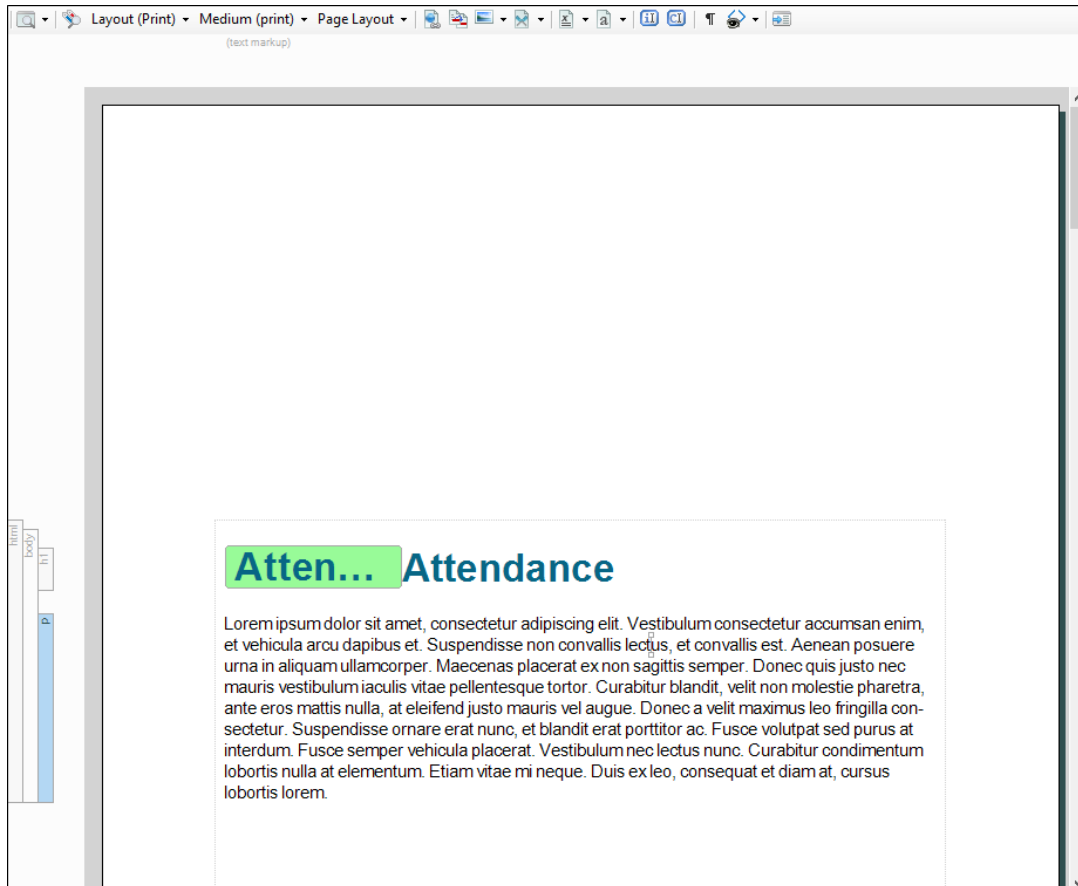 Layout (Print) Medium (print) Page Layout x a iI CI ¶
(text markup)
html
body
h1
p
Atten... Attendance
Lorem ipsum dolor sit amet, consectetur adipiscing elit. Vestibulum consectetur accumsan enim,
et vehicula arcu dapibus et. Suspendisse non convallis lectus, et convallis est. Aenean posuere
urna in aliquam ullamcorper. Maecenas placerat ex non sagittis semper. Donec quis justo nec
mauris vestibulum iaculis vitae pellentesque tortor. Curabitur blandit, velit non molestie pharetra,
ante eros mattis nulla, at eleifend justo mauris vel augue. Donec a velit maximus leo fringilla con-
sectetur. Suspendisse ornare erat nunc, et blandit erat porttitor ac. Fusce volutpat sed purus at
interdum. Fusce semper vehicula placerat. Vestibulum nec lectus nunc. Curabitur condimentum
lobortis nulla at elementum. Etiam vitae mi neque. Duis ex leo, consequat et diam at, cursus
lobortis lorem.